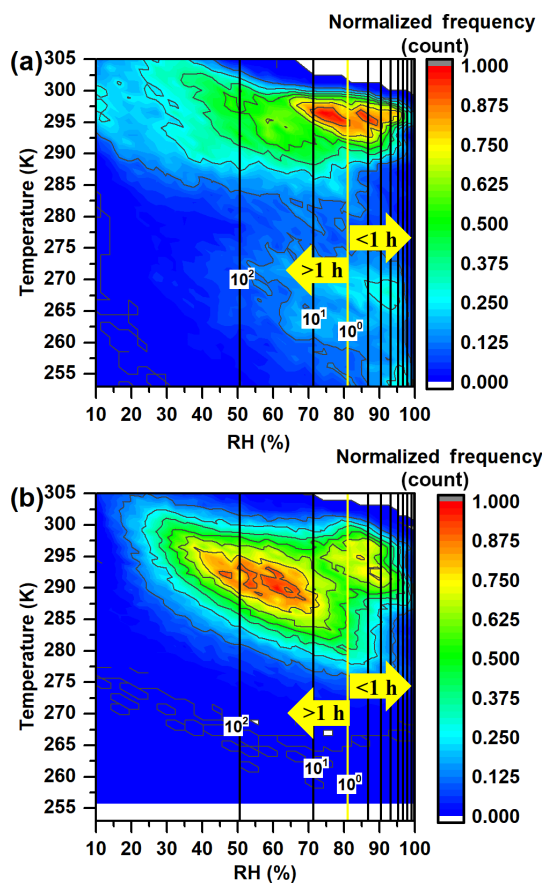 Normalized frequency
(count)
(a)
305
300
295
290
285
280
275
270
265
260
255
Temperature (K)
<1 h
>1 h
10²
10¹
10⁰
10 20 30 40 50 60 70 80 90 100
RH (%)
1.000
0.875
0.750
0.625
0.500
0.375
0.250
0.125
0.000
Normalized frequency
(count)
(b)
305
300
295
290
285
280
275
270
265
260
255
Temperature (K)
<1 h
>1 h
10²
10¹
10⁰
10 20 30 40 50 60 70 80 90 100
RH (%)
1.000
0.875
0.750
0.625
0.500
0.375
0.250
0.125
0.000